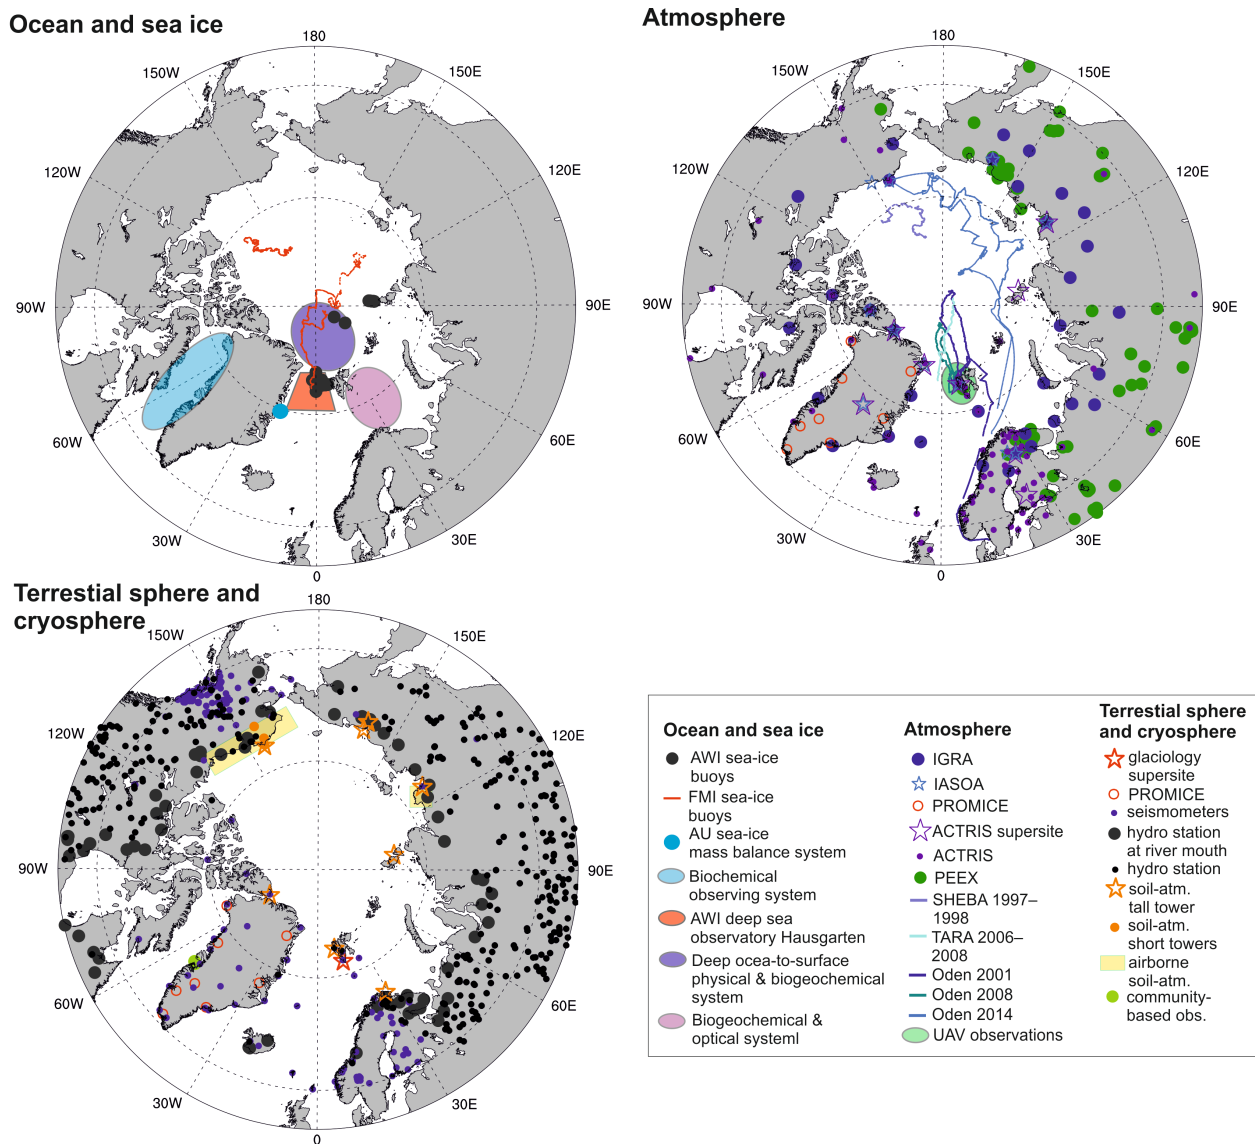 Ocean and sea ice
180
150W
150E
120W
120E
90W
90E
60W
60E
30W
30E
0
Atmosphere
180
150W
150E
120W
120E
90W
90E
60W
60E
30W
30E
0
Terrestial sphere and
cryosphere
180
150W
150E
120W
120E
90W
90E
60W
60E
30W
30E
0
Ocean and sea ice
AWI sea-ice
buoys
FMI sea-ice
buoys
AU sea-ice
mass balance system
Biochemical
observing system
AWI deep sea
observatory Hausgarten
Deep ocea-to-surface
physical & biogeochemical
system
Biogeochemical &
optical systeml
Atmosphere
IGRA
IASOA
PROMICE
ACTRIS supersite
ACTRIS
PEEX
SHEBA 1997–
1998
TARA 2006–
2008
Oden 2001
Oden 2008
Oden 2014
UAV observations
Terrestial sphere
and cryosphere
glaciology
supersite
PROMICE
seismometers
hydro station
at river mouth
hydro station
soil-atm.
tall tower
soil-atm.
short towers
airborne
soil-atm.
community-
based obs.